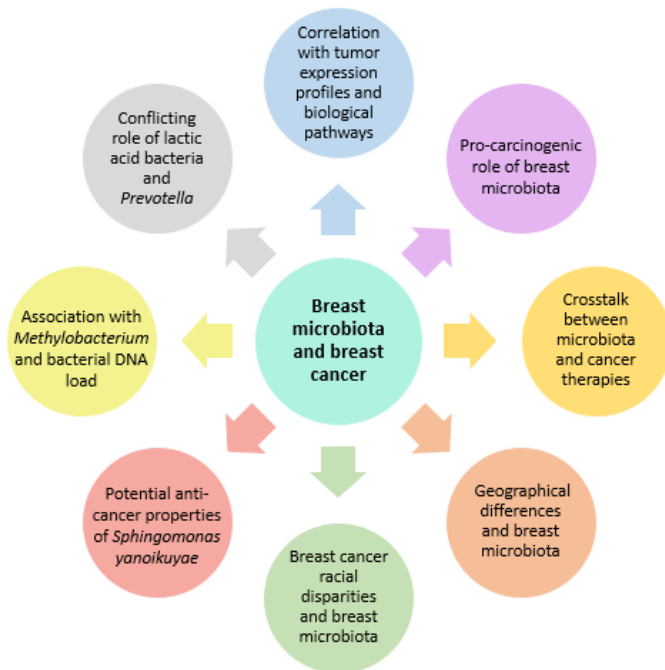 Correlation
with tumor
expression
profiles and
biological
pathways
Pro-carcinogenic
role of breast
microbiota
Crosstalk
between
microbiota
and cancer
therapies
Geographical
differences
and breast
microbiota
Breast cancer
racial
disparities
and breast
microbiota
Potential anti-
cancer properties
of Sphingomonas
yanoikuyae
Association with
Methylobacterium
and bacterial DNA
load
Conflicting
role of lactic
acid bacteria
and
Prevotella
Breast
microbiota
and breast
cancer